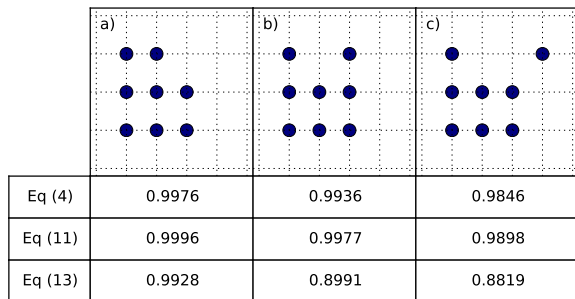 a) b) c)
Eq (4) 0.9976 0.9936 0.9846
Eq (11) 0.9996 0.9977 0.9898
Eq (13) 0.9928 0.8991 0.8819